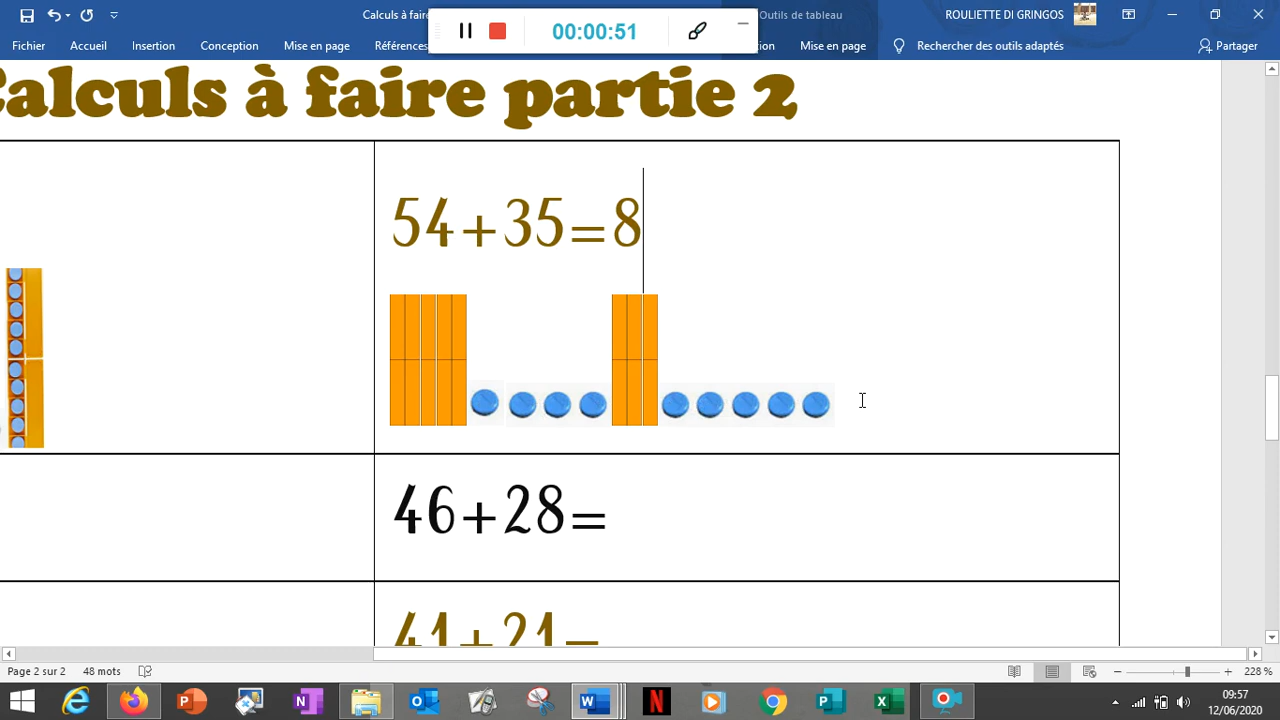 Calculs à faire
00:00:51
Outils de tableau
ROULIETTE DI GRINGOS
Fichier Accueil Insertion Conception Mise en page Références
Mise en page Rechercher des outils adaptés Partager
Calculs à faire partie 2
54+35=8
46+28=
41+21=
Page 2 sur 2 48 mots
228 %
09:57
12/06/2020